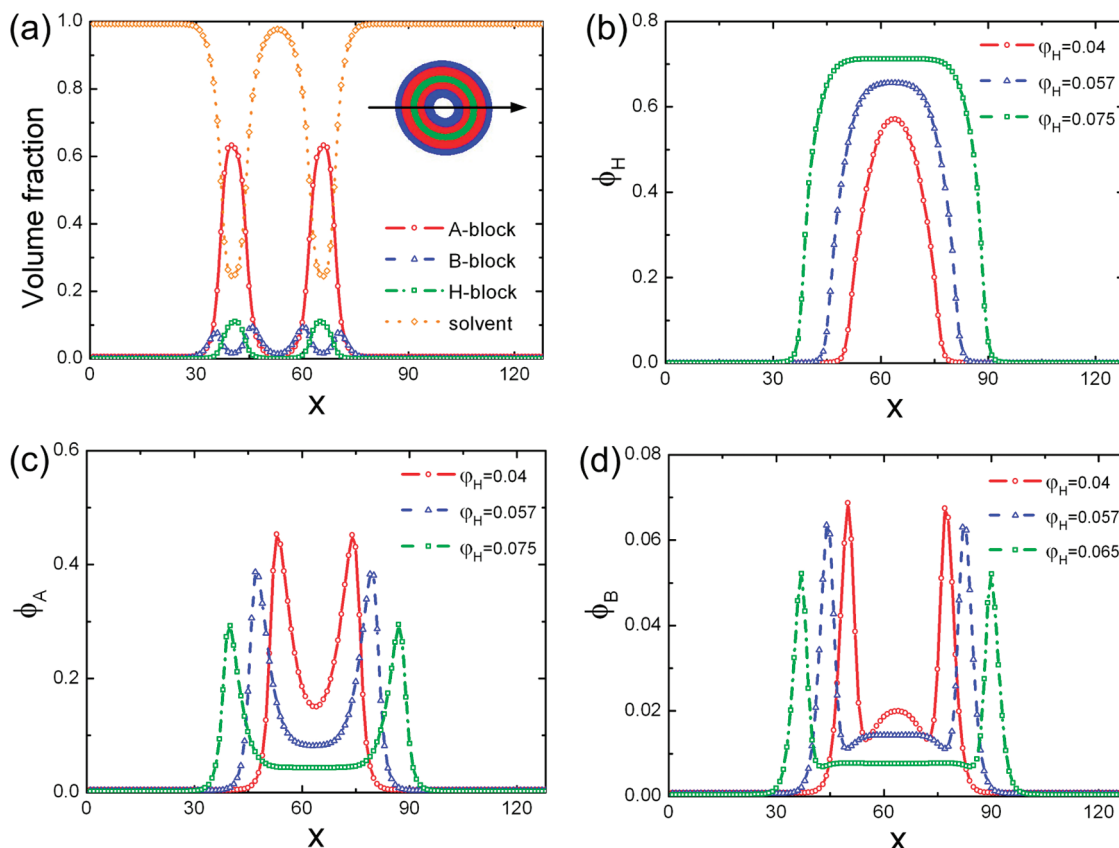 (a)
Volume fraction
1.0
0.8
0.6
0.4
0.2
0.0
0
30
60
90
120
X
A-block
B-block
H-block
solvent
(b)
ϕH
0.8
0.6
0.4
0.2
0.0
0
30
60
90
120
X
φH=0.04
φH=0.057
φH=0.075
(c)
ϕA
0.6
0.4
0.2
0.0
0
30
60
90
120
X
φH=0.04
φH=0.057
φH=0.075
(d)
ϕB
0.08
0.06
0.04
0.02
0.00
0
30
60
90
120
X
φH=0.04
φH=0.057
φH=0.065